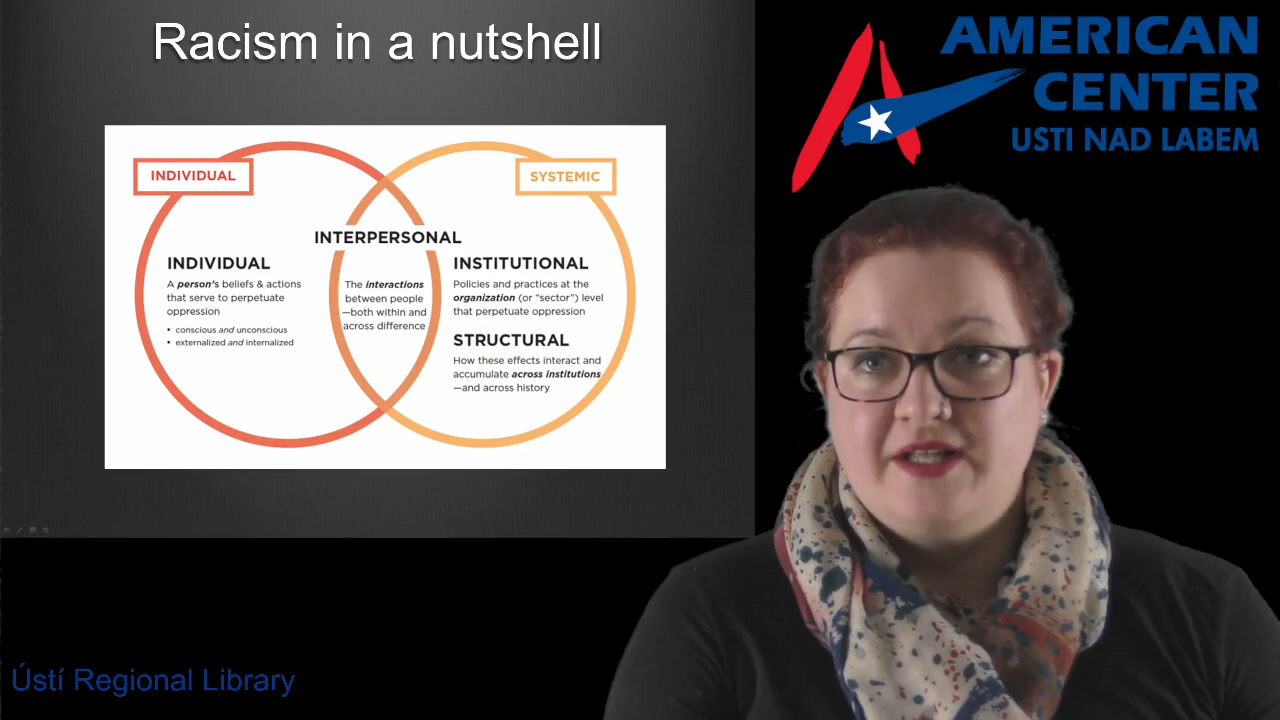 Racism in a nutshell
INDIVIDUAL
SYSTEMIC
INTERPERSONAL
INDIVIDUAL
A person's beliefs & actions
that serve to perpetuate
oppression
▪ conscious and unconscious
▪ externalized and internalized
The interactions
between people
—both within and
across difference
INSTITUTIONAL
Policies and practices at the
organization (or "sector") level
that perpetuate oppression
STRUCTURAL
How these effects interact and
accumulate across institutions
—and across history
AMERICAN
CENTER
USTI NAD LABEM
Ústí Regional Library